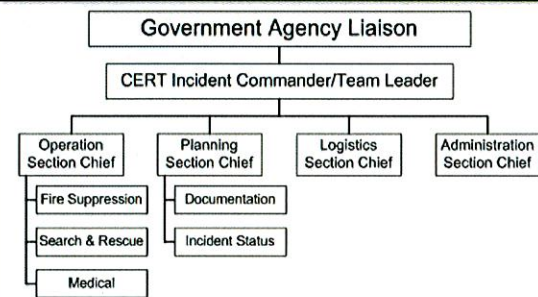 Government Agency Liaison
CERT Incident Commander/Team Leader
Operation
Section Chief
Planning
Section Chief
Logistics
Section Chief
Administration
Section Chief
Fire Suppression
Documentation
Search & Rescue
Incident Status
Medical